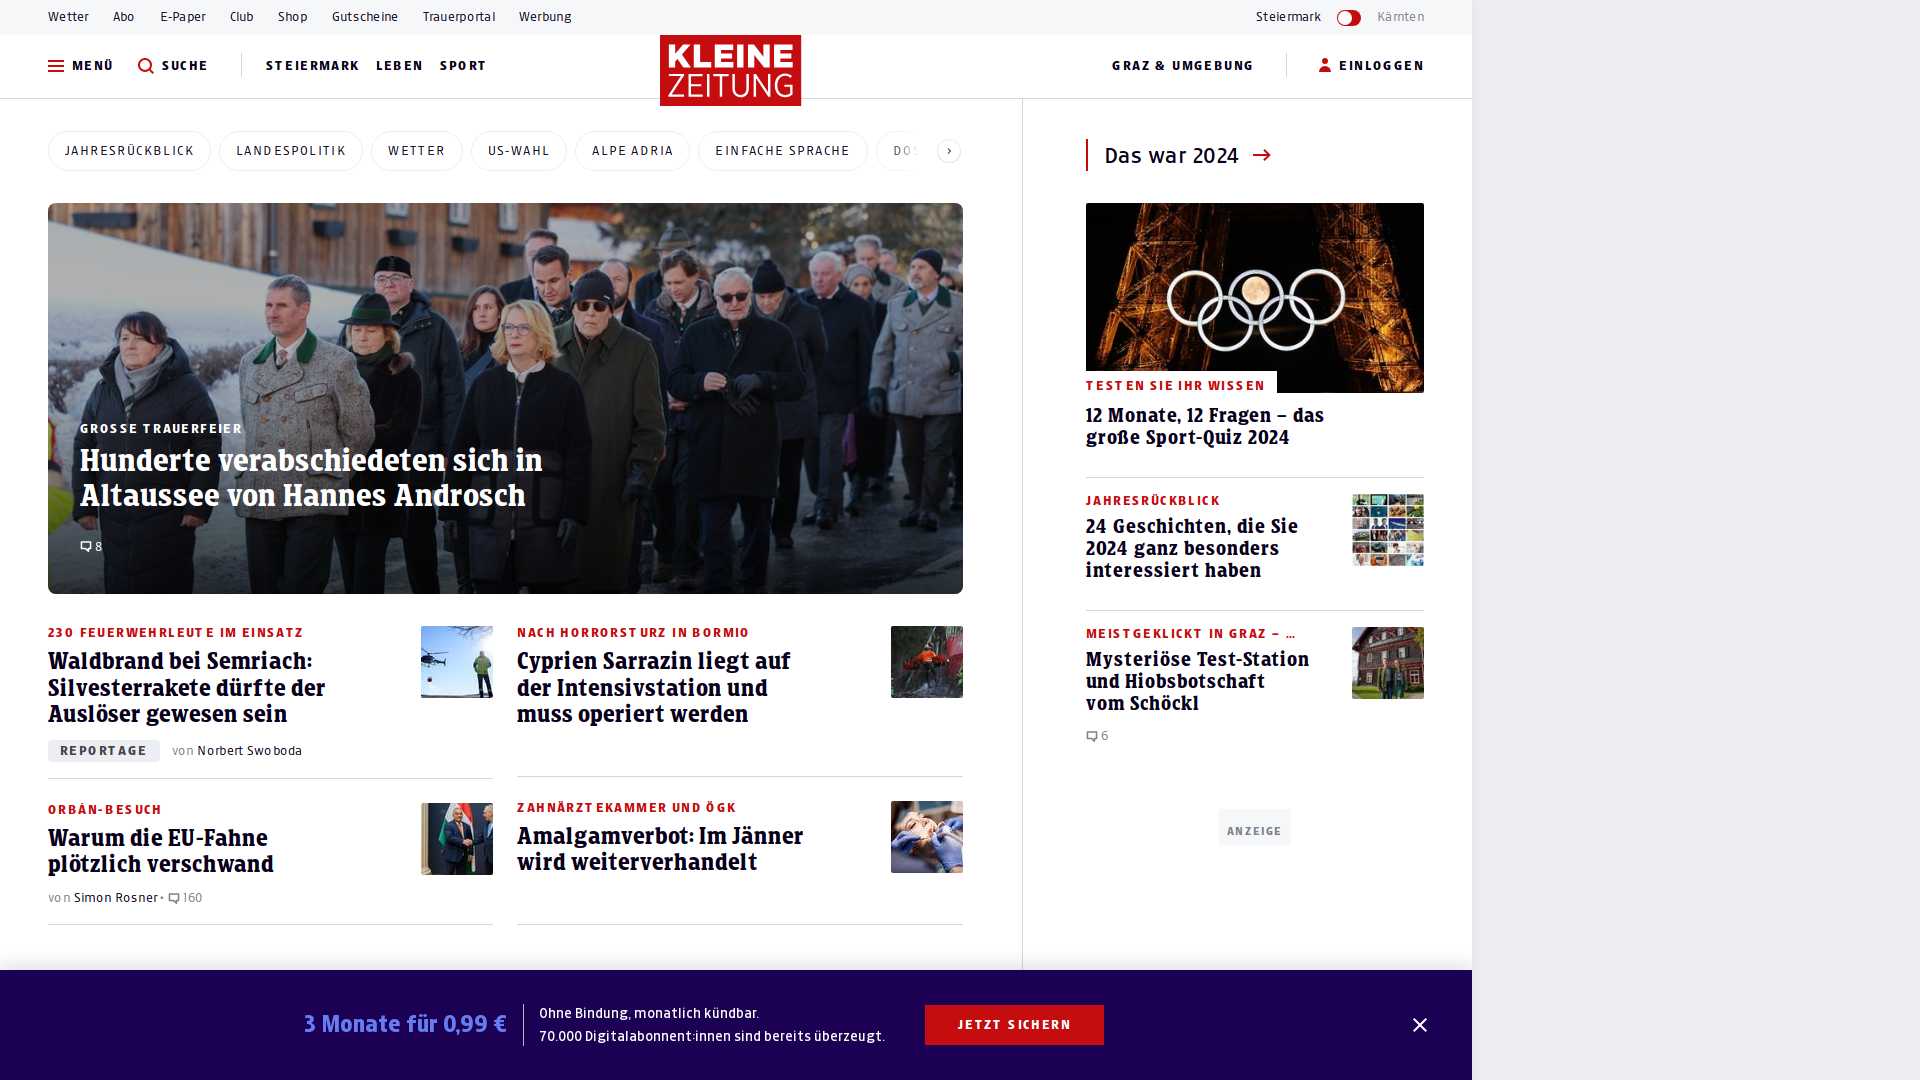 Wetter Abo E-Paper Club Shop Gutscheine Trauerportal Werbung Steiermark Kärnten
MENÜ SUCHE STEIERMARK LEBEN SPORT
KLEINE
ZEITUNG
GRAZ & UMGEBUNG EINLOGGEN
JAHRESRÜCKBLICK LANDESPOLITIK WETTER US-WAHL ALPE ADRIA EINFACHE SPRACHE
GROSSE TRAUERFEIER
Hunderte verabschiedeten sich in
Altaussee von Hannes Androsch
8
230 FEUERWEHRLEUTE IM EINSATZ
Waldbrand bei Semriach:
Silvesterrakete dürfte der
Auslöser gewesen sein
REPORTAGE von Norbert Swoboda
NACH HORRORSTURZ IN BORMIO
Cyprien Sarrazin liegt auf
der Intensivstation und
muss operiert werden
ORBÁN-BESUCH
Warum die EU-Fahne
plötzlich verschwand
von Simon Rosner • 160
ZAHNÄRZTEKAMMER UND ÖGK
Amalgamverbot: Im Jänner
wird weiterverhandelt
Das war 2024
TESTEN SIE IHR WISSEN
12 Monate, 12 Fragen – das
große Sport-Quiz 2024
JAHRESRÜCKBLICK
24 Geschichten, die Sie
2024 ganz besonders
interessiert haben
MEISTGEKLICKT IN GRAZ – …
Mysteriöse Test-Station
und Hiobsbotschaft
vom Schöckl
6
ANZEIGE
3 Monate für 0,99 €
Ohne Bindung, monatlich kündbar.
70.000 Digitalabonnent:innen sind bereits überzeugt.
JETZT SICHERN